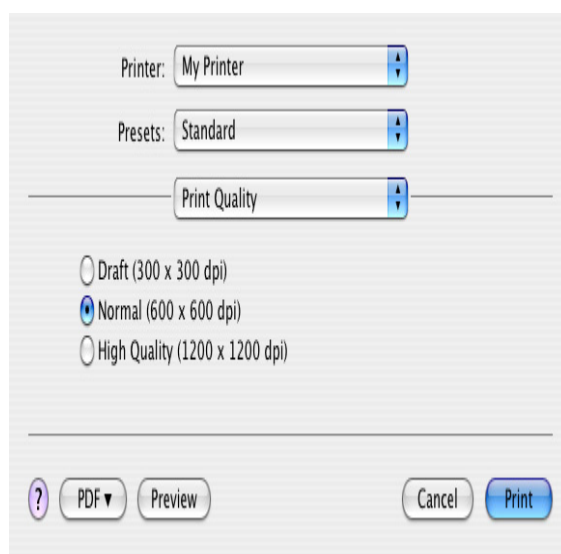 Printer: My Printer
Presets: Standard
Print Quality
Draft (300 x 300 dpi)
Normal (600 x 600 dpi)
High Quality (1200 x 1200 dpi)
? PDF▼ Preview Cancel Print